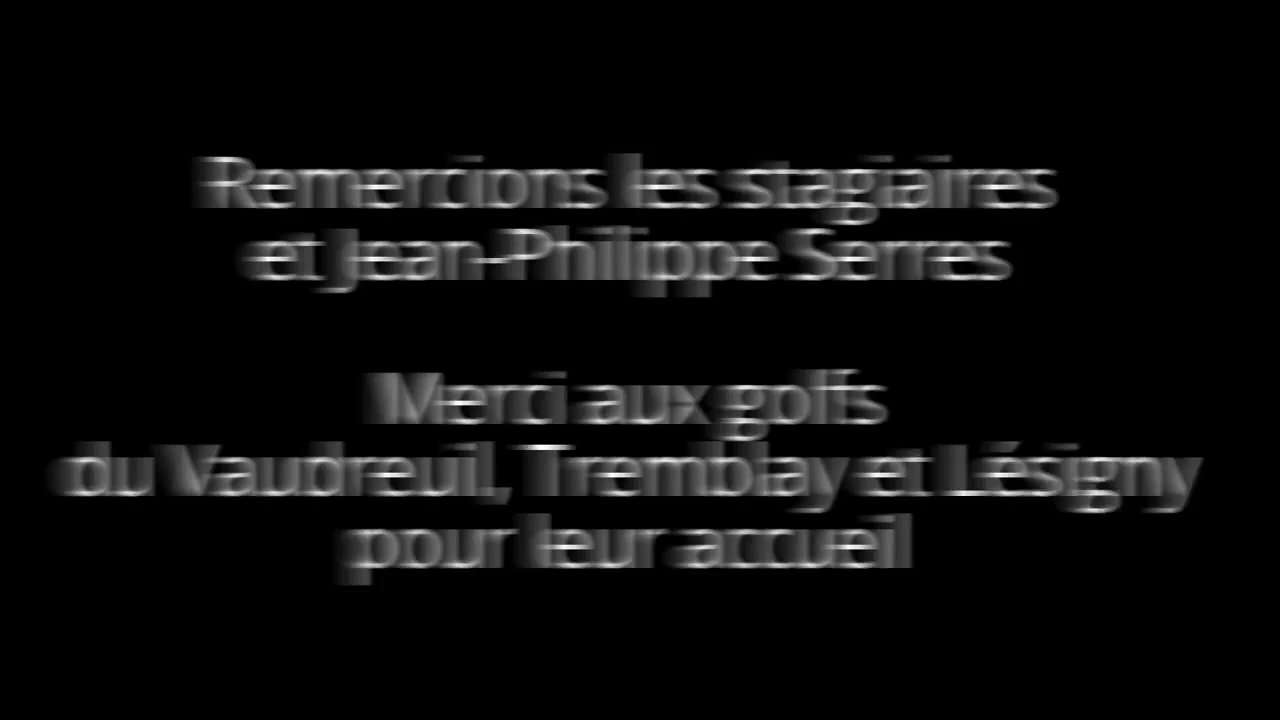 Remercions les stagiaires
et Jean-Philippe Serres
Merci aux golfs
du Vaudreuil, Tremblay et Lésigny
pour leur accueil